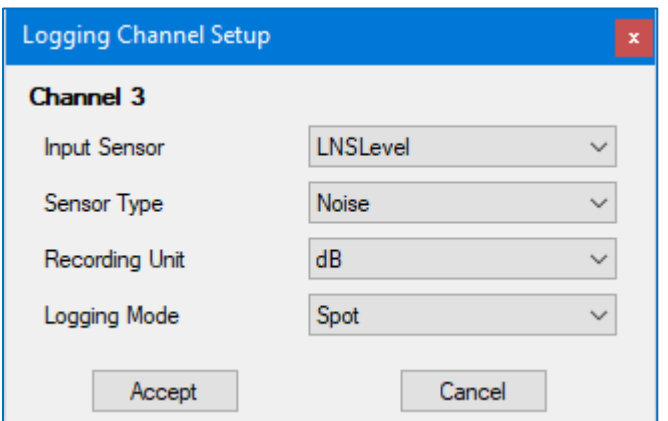 Logging Channel Setup x
Channel 3
Input Sensor LNSLevel
Sensor Type Noise
Recording Unit dB
Logging Mode Spot
Accept Cancel